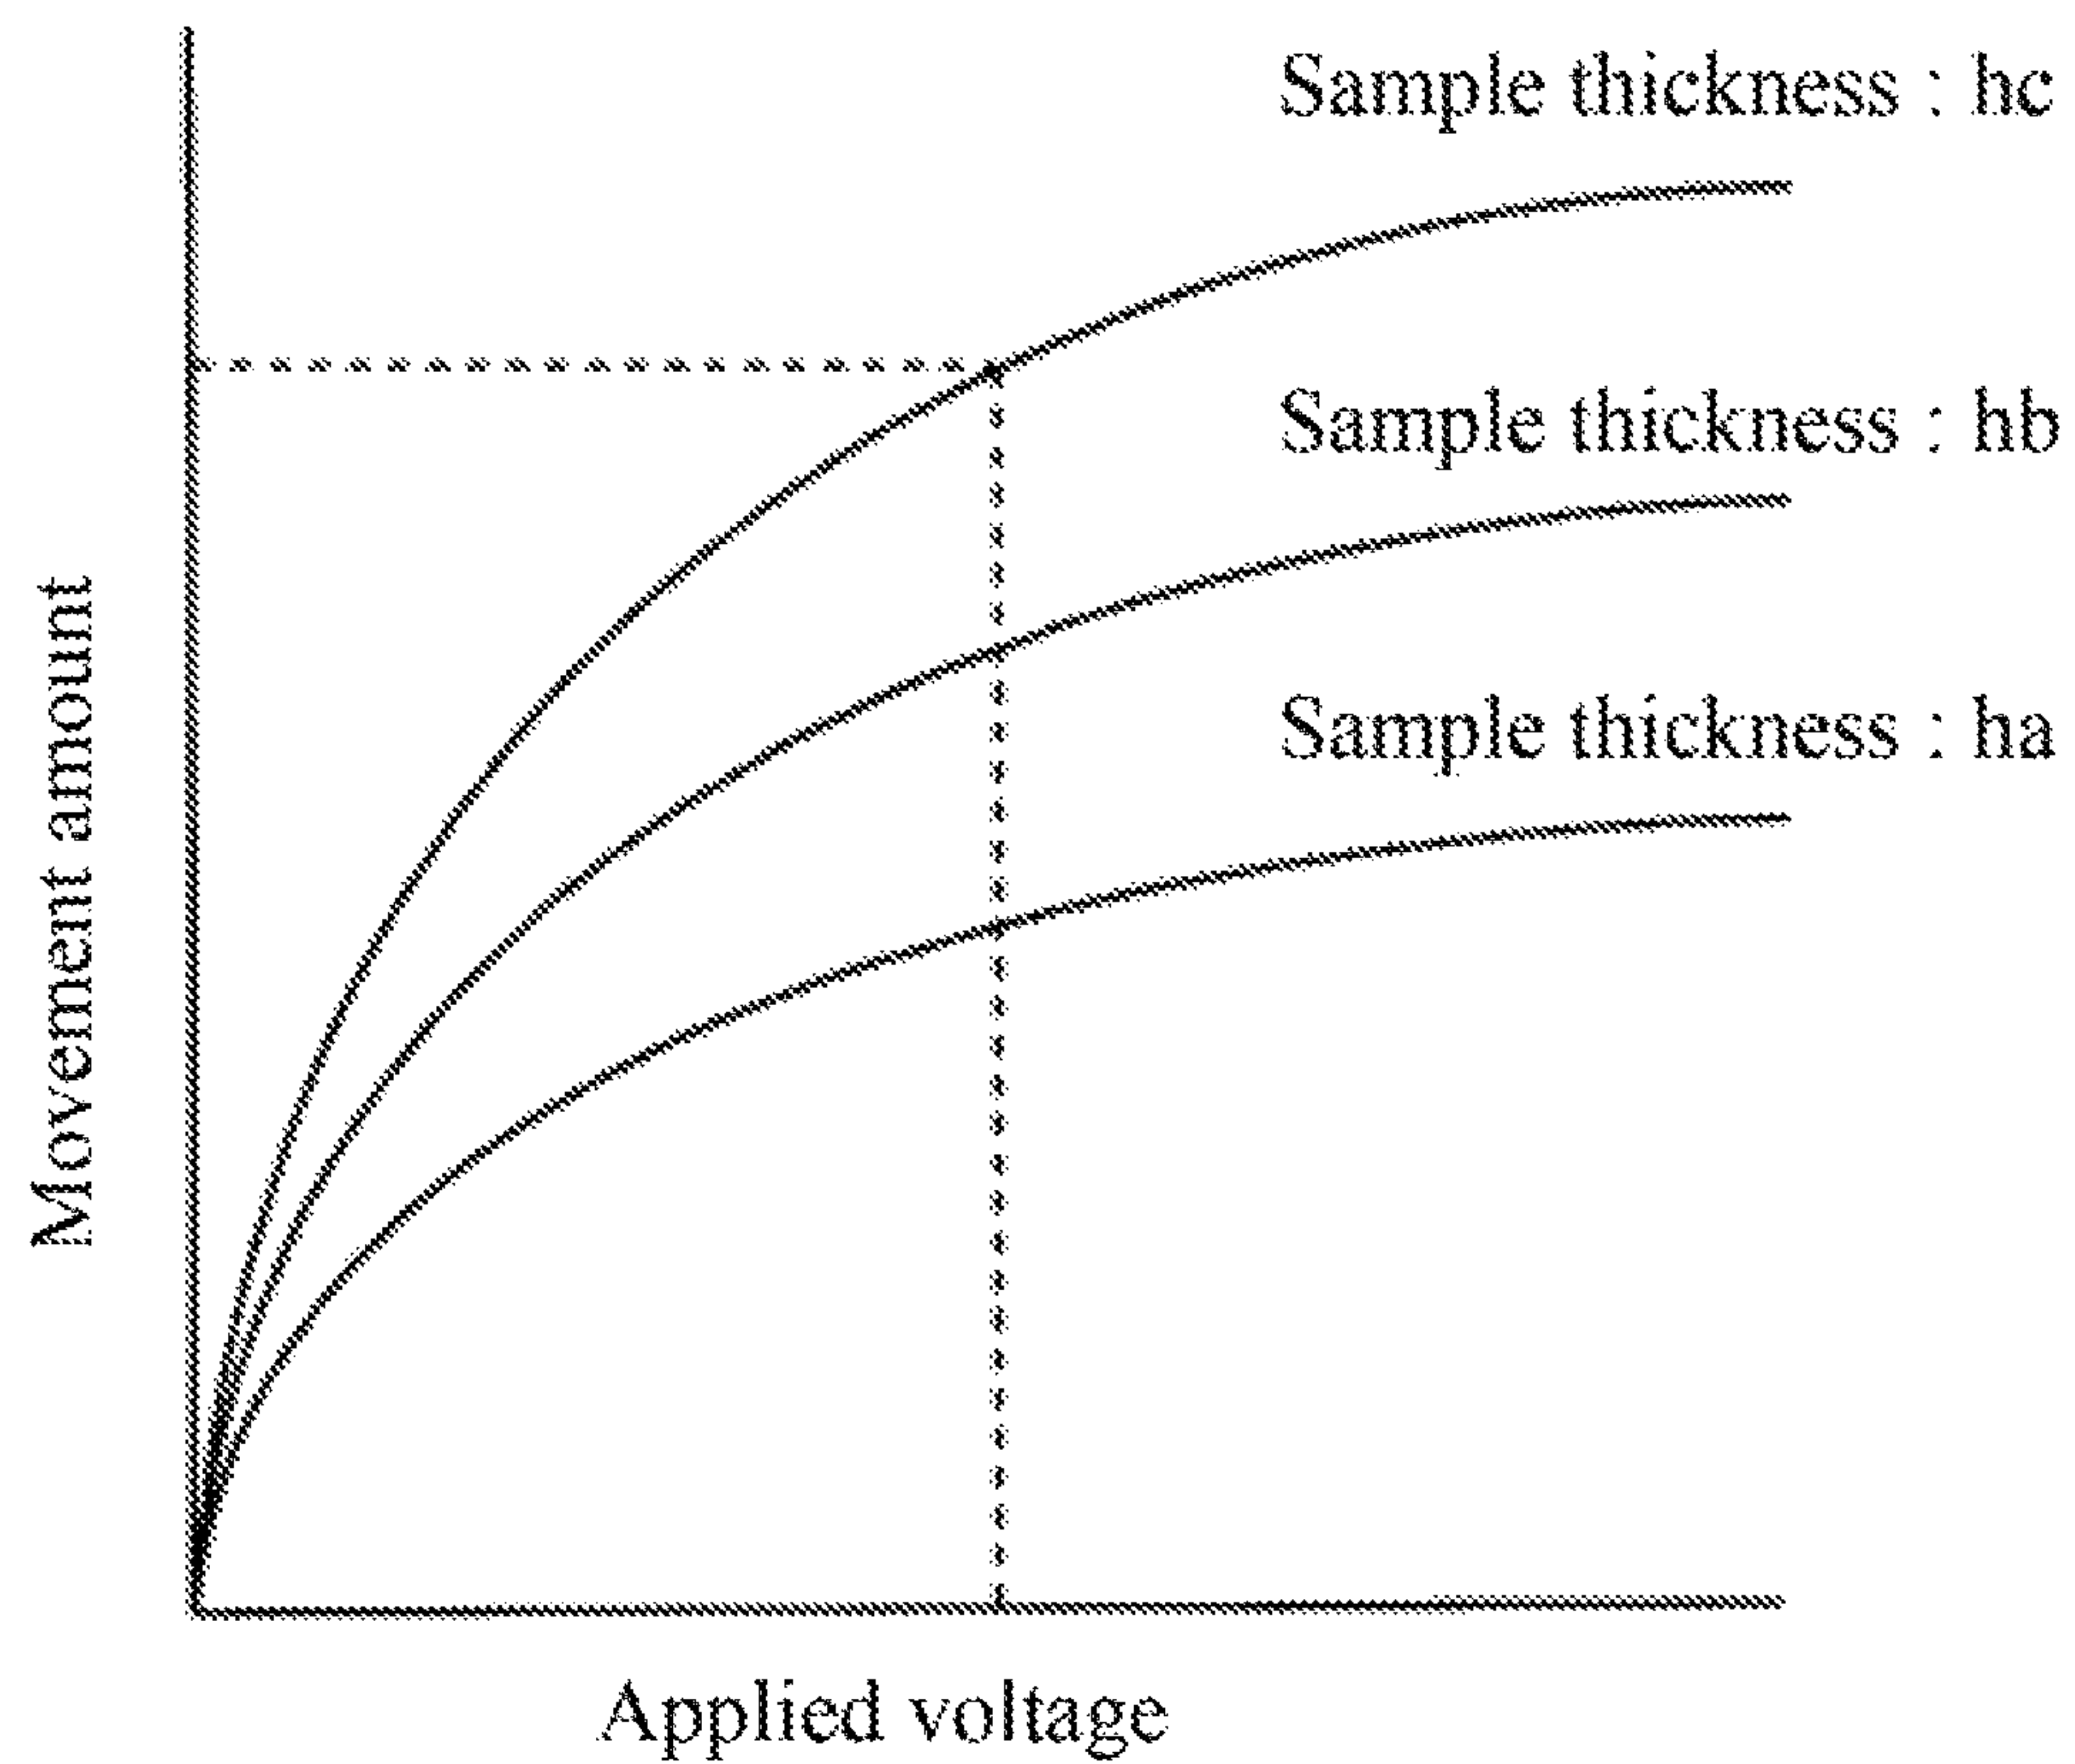 Sample thickness : hc
Sample thickness : hb
Sample thickness : ha
Movement amount
Applied voltage